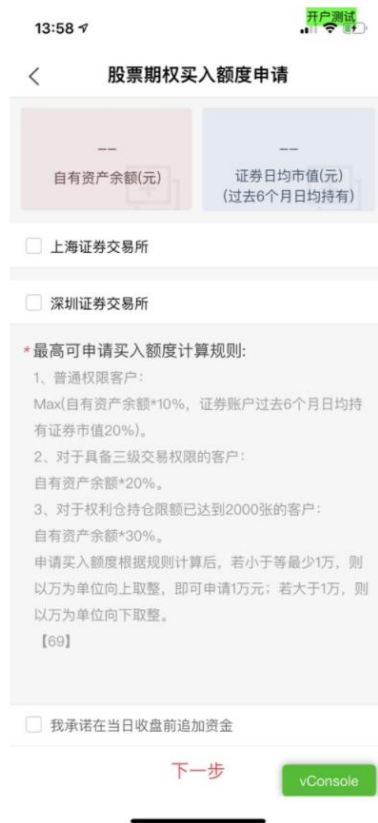 开户测试
13:58
股票期权买入额度申请
--
自有资产余额(元)
--
证券日均市值(元)
(过去6个月日均持有)
上海证券交易所
深圳证券交易所
*最高可申请买入额度计算规则:
1、普通权限客户：
Max(自有资产余额*10%，证券账户过去6个月日均持
有证券市值20%)。
2、对于具备三级交易权限的客户：
自有资产余额*20%。
3、对于权利仓持仓限额已达到2000张的客户：
自有资产余额*30%。
申请买入额度根据规则计算后，若小于等最少1万，则
以万为单位向上取整，即可申请1万元；若大于1万，则
以万为单位向下取整。
【69】
我承诺在当日收盘前追加资金
下一步
vConsole